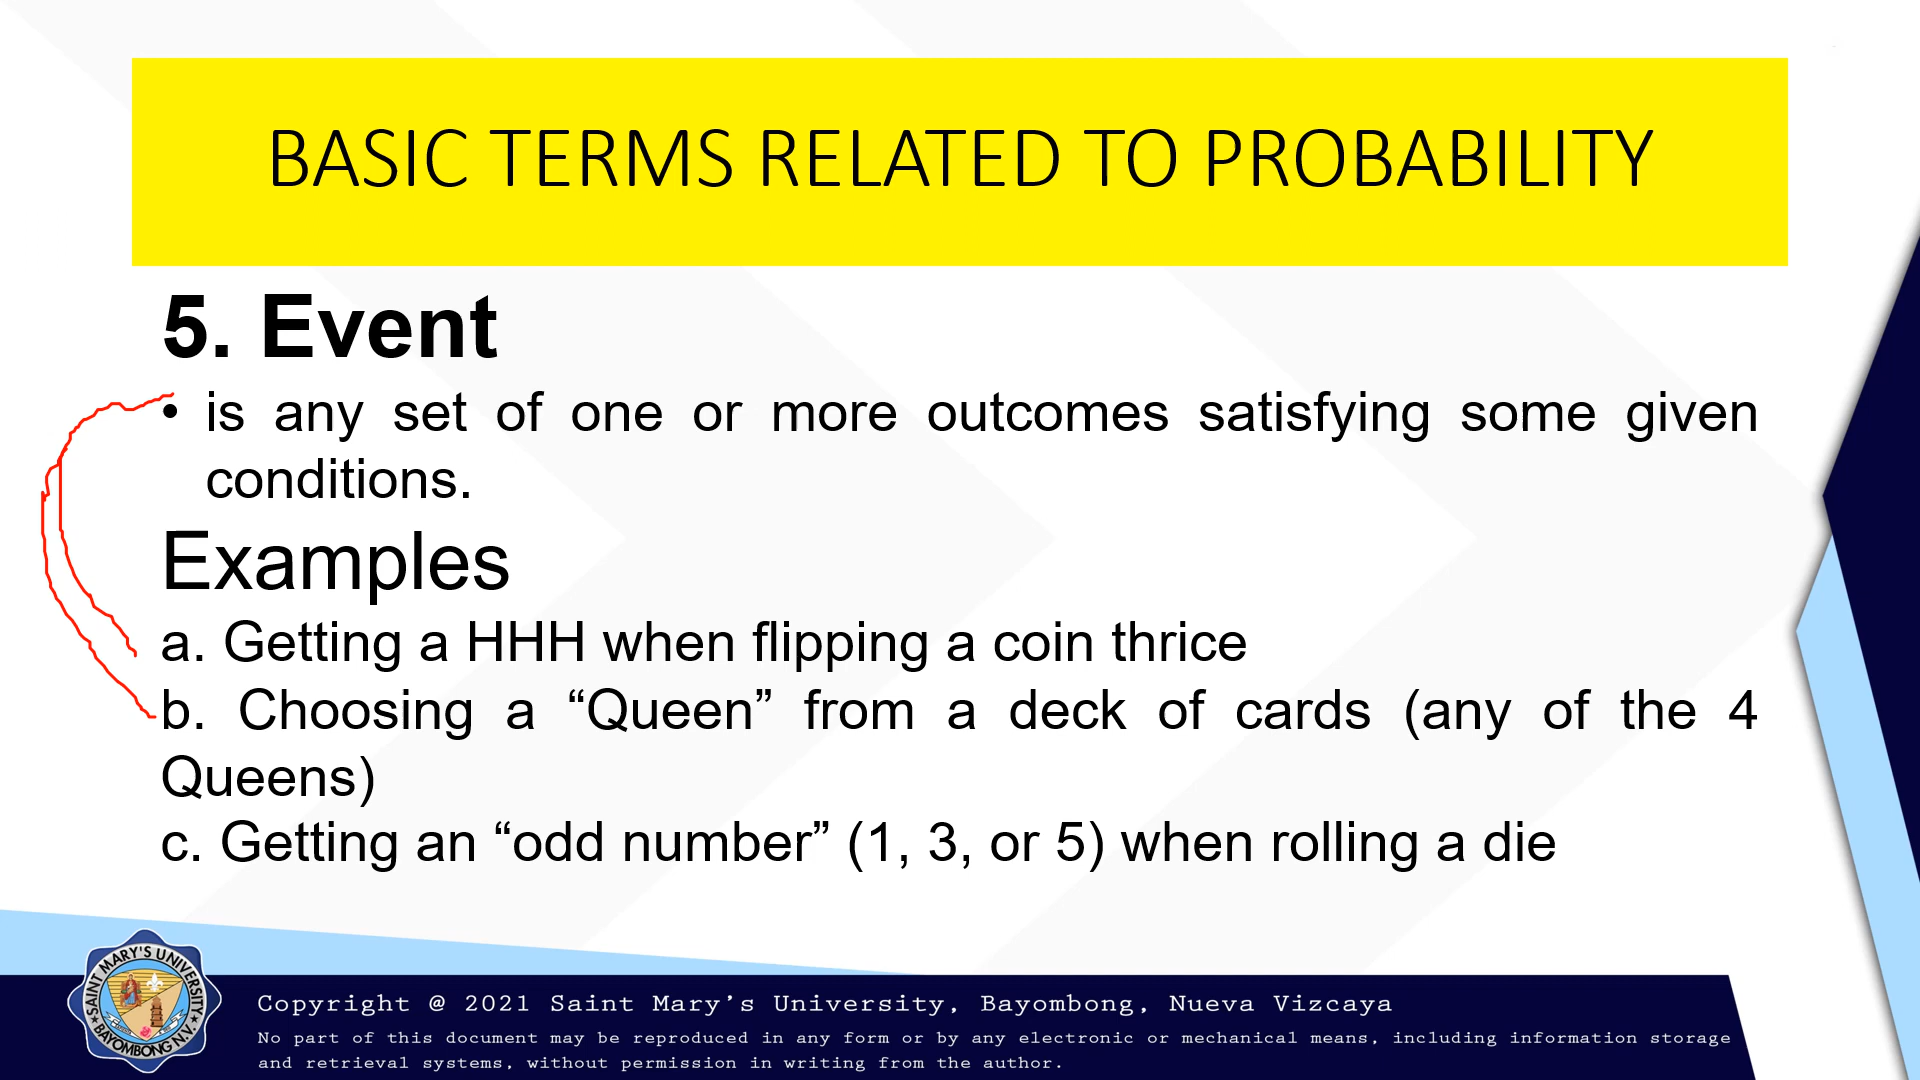 BASIC TERMS RELATED TO PROBABILITY
5. Event
• is any set of one or more outcomes satisfying some given
conditions.
Examples
a. Getting a HHH when flipping a coin thrice
b. Choosing a “Queen” from a deck of cards (any of the 4
Queens)
c. Getting an “odd number” (1, 3, or 5) when rolling a die
SAINT MARY'S UNIVERSITY
BAYOMBONG N.V.
Copyright @ 2021 Saint Mary’s University, Bayombong, Nueva Vizcaya
No part of this document may be reproduced in any form or by any electronic or mechanical means, including information storage
and retrieval systems, without permission in writing from the author.